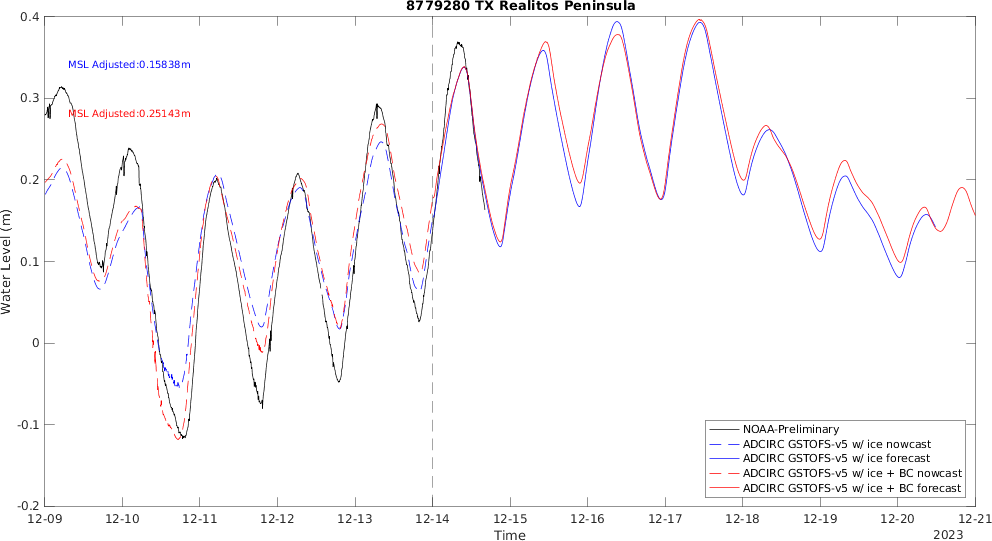 8779280 TX Realitos Peninsula
MSL Adjusted:0.15838m
MSL Adjusted:0.25143m
Water Level (m)
0.4
0.3
0.2
0.1
0
-0.1
-0.2
NOAA-Preliminary
ADCIRC GSTOFS-v5 w/ ice nowcast
ADCIRC GSTOFS-v5 w/ ice forecast
ADCIRC GSTOFS-v5 w/ ice + BC nowcast
ADCIRC GSTOFS-v5 w/ ice + BC forecast
12-09 12-10 12-11 12-12 12-13 12-14 12-15 12-16 12-17 12-18 12-19 12-20 12-21
Time
2023